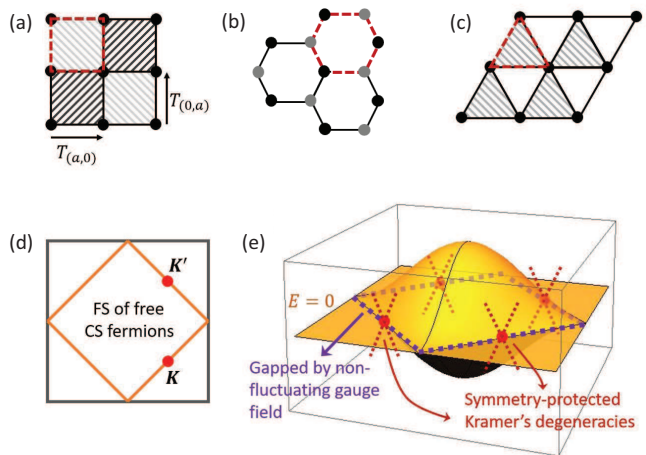 (a)
(b)
(c)
T(0,a)
T(a,0)
(d)
(e)
K'
FS of free
CS fermions
K
E = 0
Gapped by non-
fluctuating gauge
field
Symmetry-protected
Kramer's degeneracies